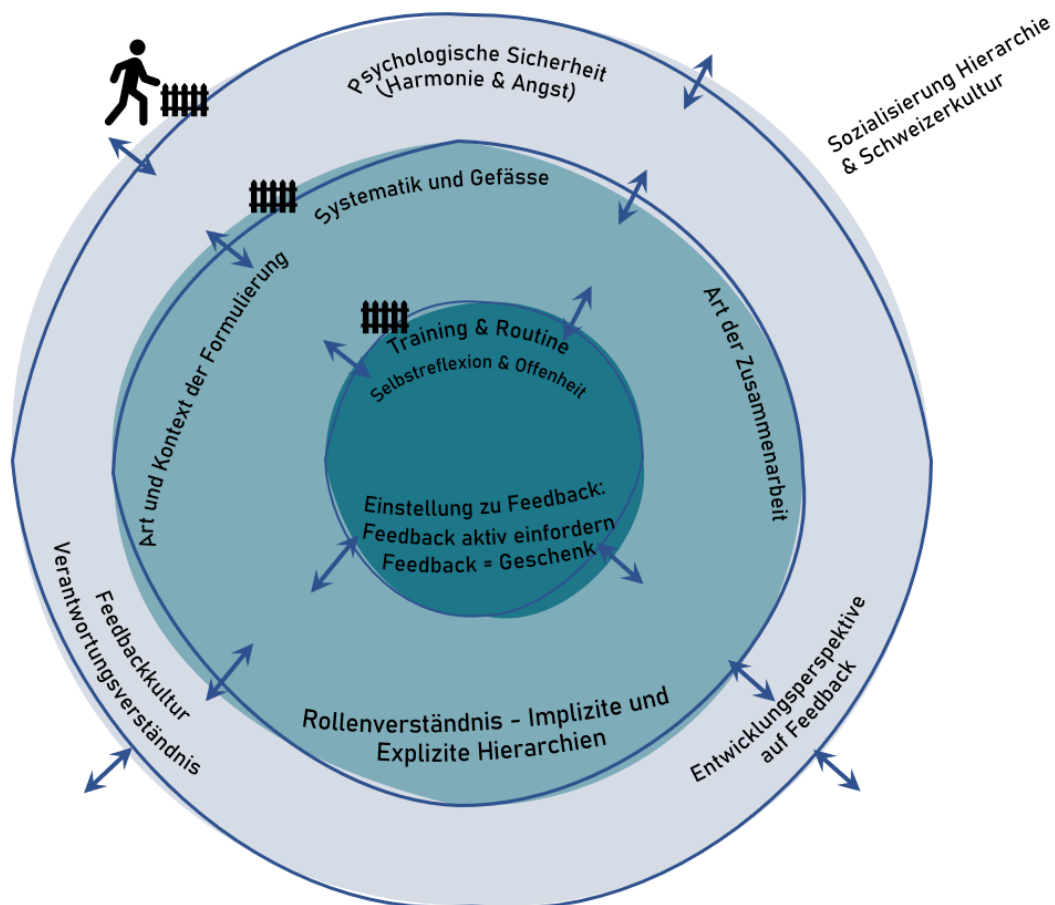 Psychologische Sicherheit
(Harmonie & Angst)
Sozialisierung Hierarchie
& Schweizerkultur
Systematik und Gefässe
Art und Kontext der Formulierung
Art der Zusammenarbeit
Training & Routine
Selbstreflexion & Offenheit
Einstellung zu Feedback:
Feedback aktiv einfordern
Feedback = Geschenk
Feedbackkultur
Verantwortungsverständnis
Rollenverständnis - Implizite und
Explizite Hierarchien
Entwicklungsperspektive
auf Feedback